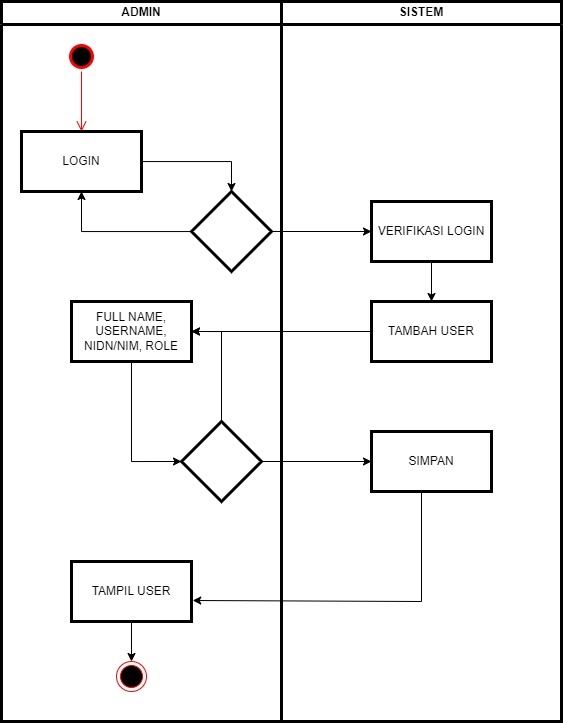 ADMIN
SISTEM
LOGIN
VERIFIKASI LOGIN
FULL NAME,
USERNAME,
NIDN/NIM, ROLE
TAMBAH USER
SIMPAN
TAMPIL USER